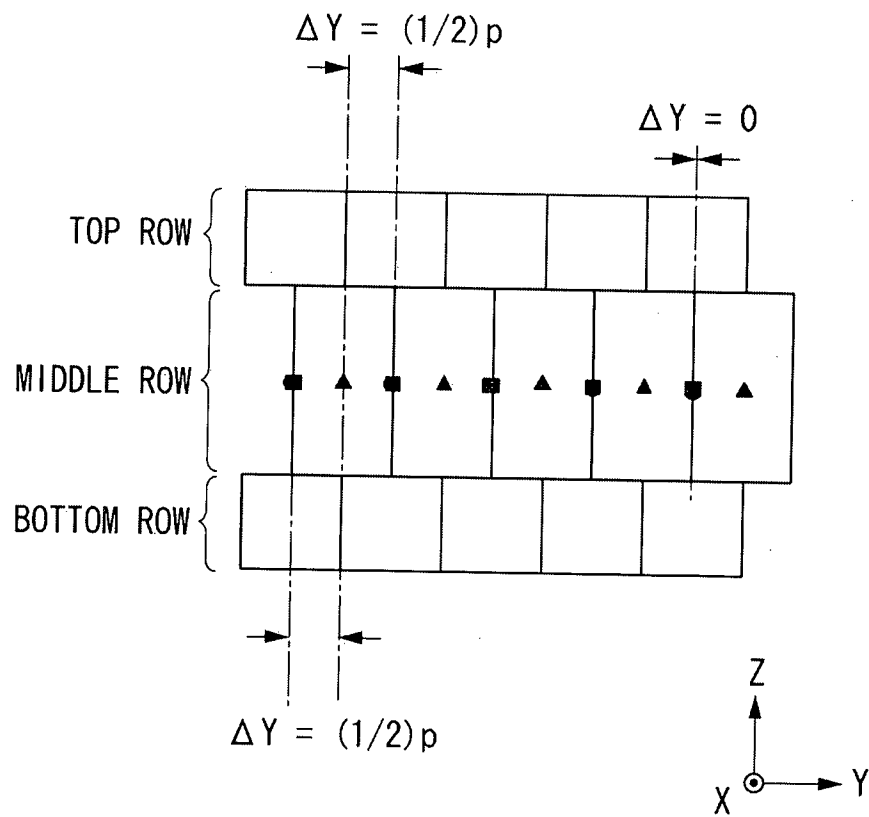 ΔY = (1/2)p
ΔY = 0
TOP ROW
MIDDLE ROW
BOTTOM ROW
ΔY = (1/2)p
Z
X
Y